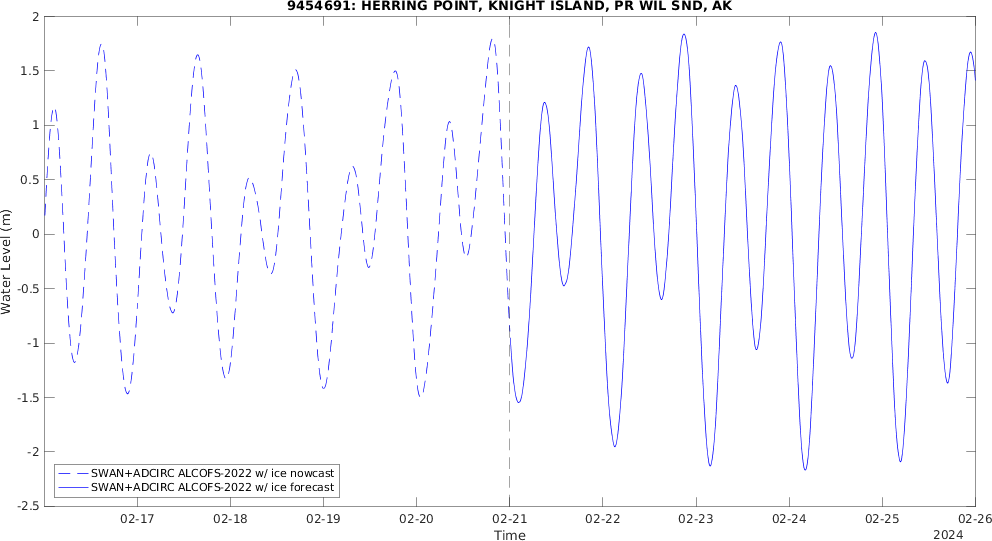 9454691: HERRING POINT, KNIGHT ISLAND, PR WIL SND, AK
2
1.5
1
0.5
0
-0.5
-1
-1.5
-2
-2.5
Water Level (m)
SWAN+ADCIRC ALCOFS-2022 w/ ice nowcast
SWAN+ADCIRC ALCOFS-2022 w/ ice forecast
02-17 02-18 02-19 02-20 02-21 02-22 02-23 02-24 02-25 02-26
Time
2024